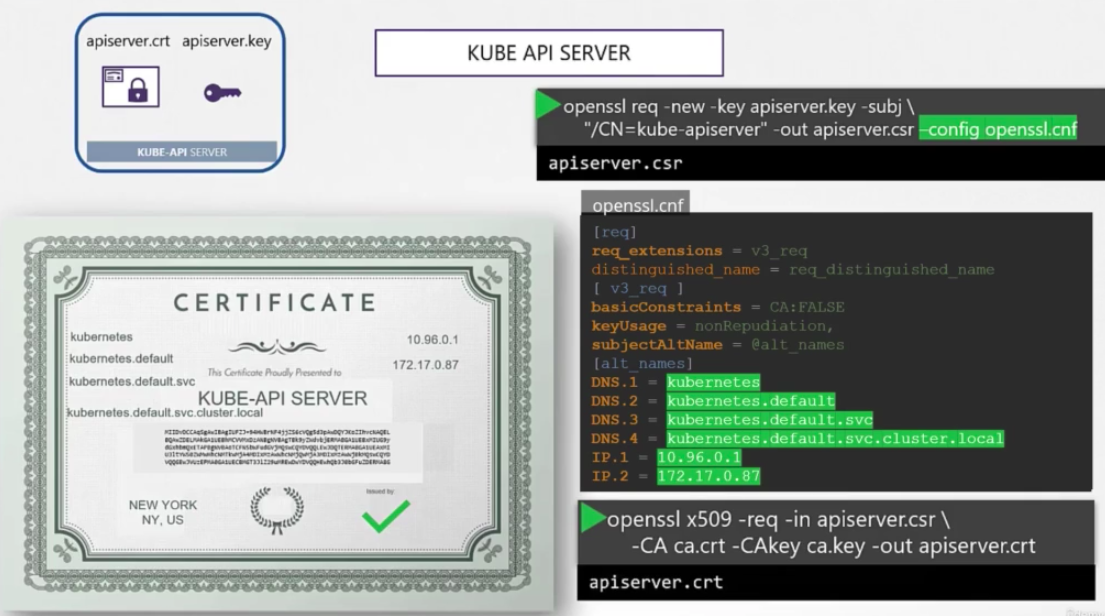 apiserver.crt apiserver.key
KUBE-API SERVER
KUBE API SERVER
openssl req -new -key apiserver.key -subj \
"/CN=kube-apiserver" -out apiserver.csr –config openssl.cnf
apiserver.csr
openssl.cnf
[req]
req_extensions = v3_req
distinguished_name = req_distinguished_name
[ v3_req ]
basicConstraints = CA:FALSE
keyUsage = nonRepudiation,
subjectAltName = @alt_names
[alt_names]
DNS.1 = kubernetes
DNS.2 = kubernetes.default
DNS.3 = kubernetes.default.svc
DNS.4 = kubernetes.default.svc.cluster.local
IP.1 = 10.96.0.1
IP.2 = 172.17.0.87
openssl x509 -req -in apiserver.csr \
-CA ca.crt -CAkey ca.key -out apiserver.crt
apiserver.crt
CERTIFICATE
kubernetes
kubernetes.default
kubernetes.default.svc
kubernetes.default.svc.cluster.local
10.96.0.1
172.17.0.87
This Certificate Proudly Presented to
KUBE-API SERVER
NEW YORK
NY, US
Issued by